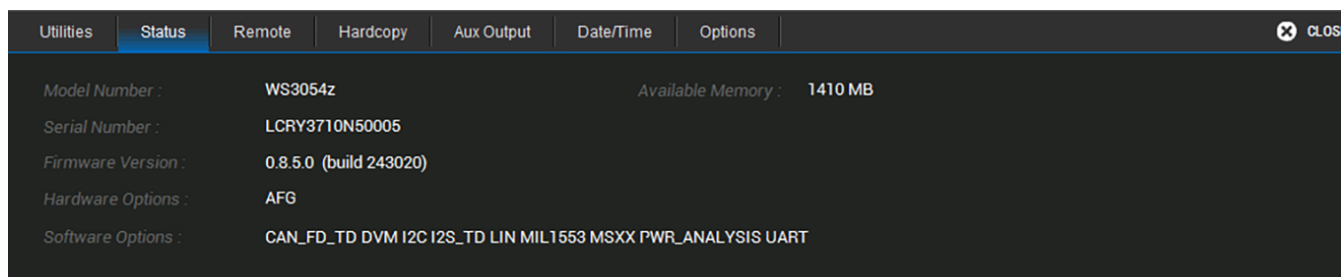 Utilities Status Remote Hardcopy Aux Output Date/Time Options CLOS
Model Number : WS3054z Available Memory : 1410 MB
Serial Number : LCRY3710N50005
Firmware Version : 0.8.5.0 (build 243020)
Hardware Options : AFG
Software Options : CAN_FD_TD DVM I2C I2S_TD LIN MIL1553 MSXX PWR_ANALYSIS UART